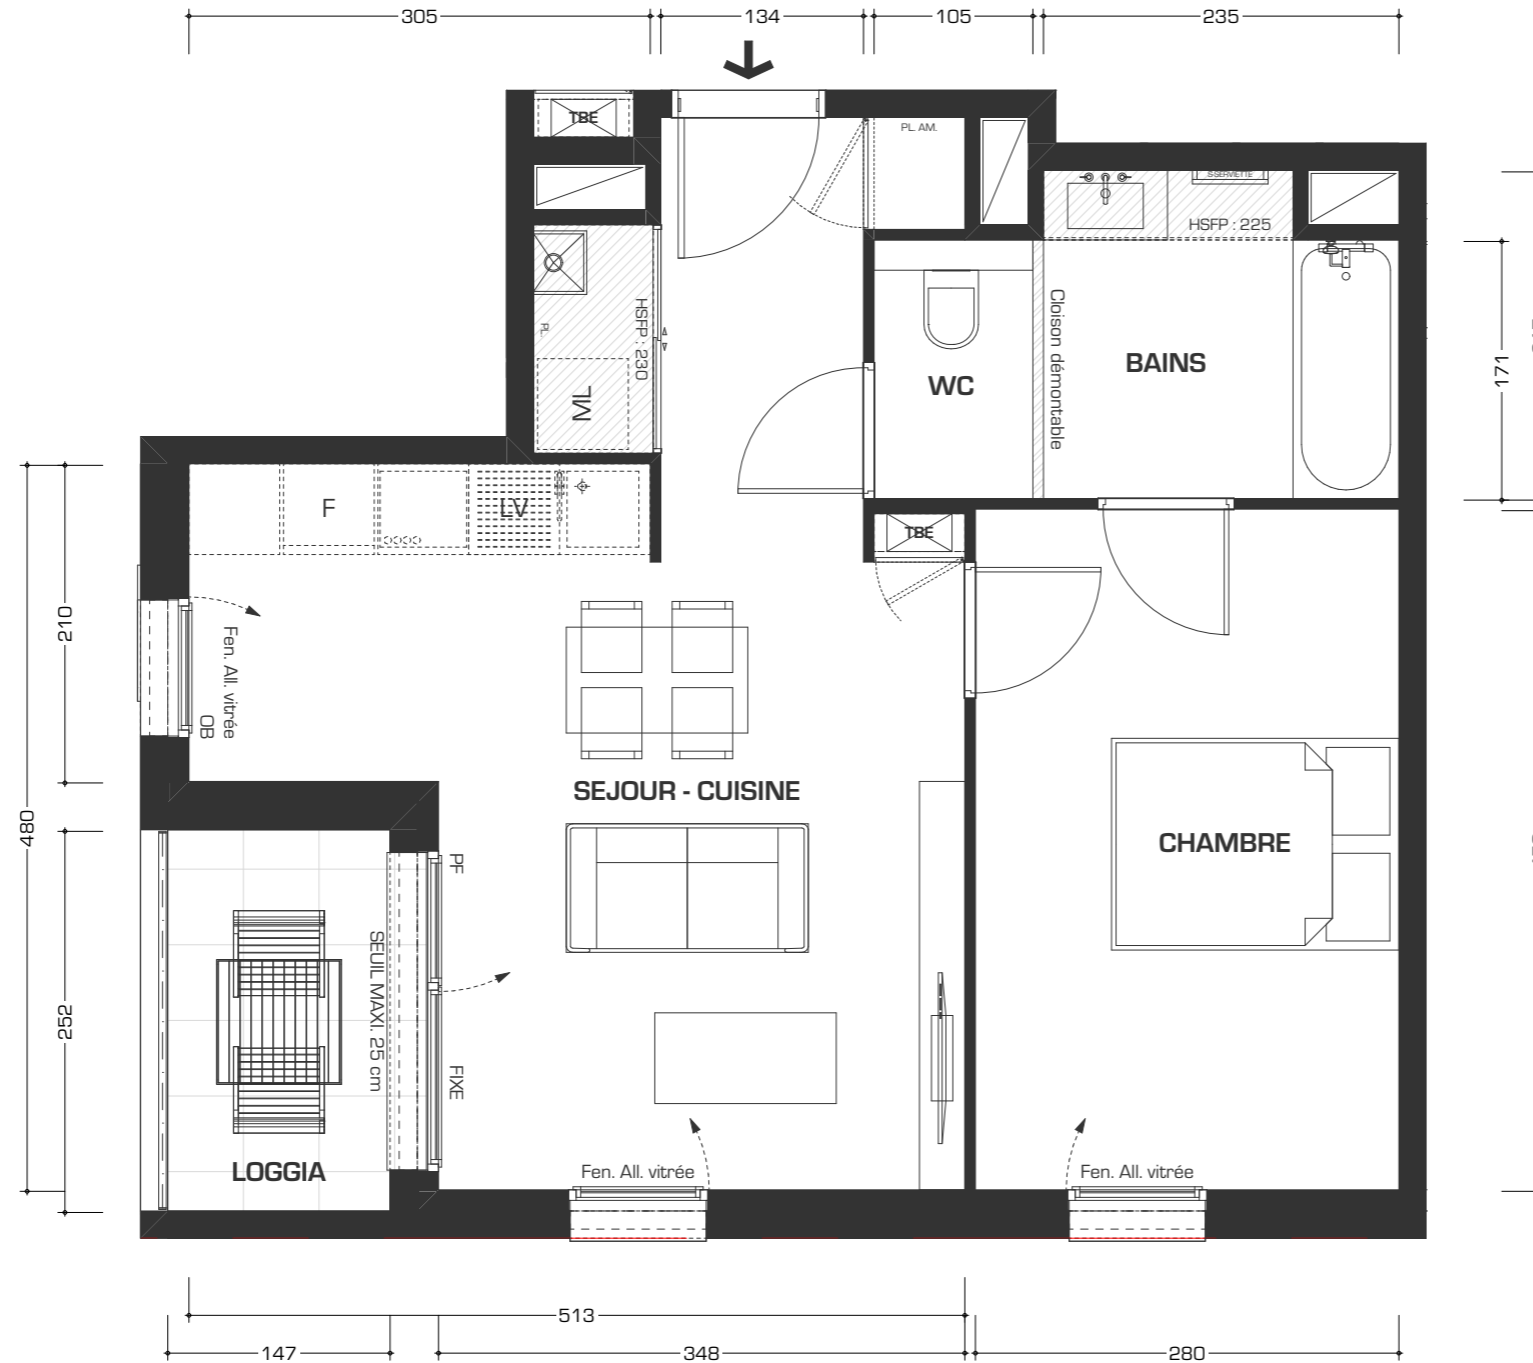 305
134
105
235
TBE
PL. AM.
S-SERVIETTE
HSFP : 225
HSFP : 230
PL.
ML
Cloison démontable
WC
BAINS
171
F
LV
TBE
210
Fen. All. vitrée
OB
480
SEJOUR - CUISINE
CHAMBRE
PF
SEUIL MAXI. 25 cm
252
FIXE
LOGGIA
Fen. All. vitrée
Fen. All. vitrée
513
147
348
280